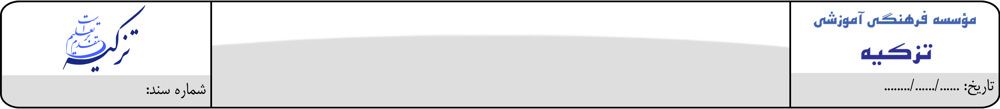 مؤسسه فرهنگی آموزشی
تزکیه
تاریخ: ....../....../........
تزکیه
مقدم
بر
تعلیم
است
شماره سند: